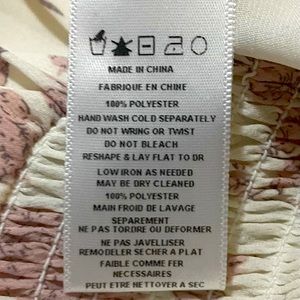 MADE IN CHINA
FABRIQUE EN CHINE
100% POLYESTER
HAND WASH COLD SEPARATELY
DO NOT WRING OR TWIST
DO NOT BLEACH
RESHAPE & LAY FLAT TO DR
LOW IRON AS NEEDED
MAY BE DRY CLEANED
100% POLYESTER
MAIN FROID DE LAVAGE
SEPAREMENT
NE PAS TORDRE OU DEFORMER
NE PAS JAVELLISER
REMODELER SECHER A PLAT
FAIBLE COMME FER
NECESSAIRES
PEUT ETRE NETTOYER A SEC